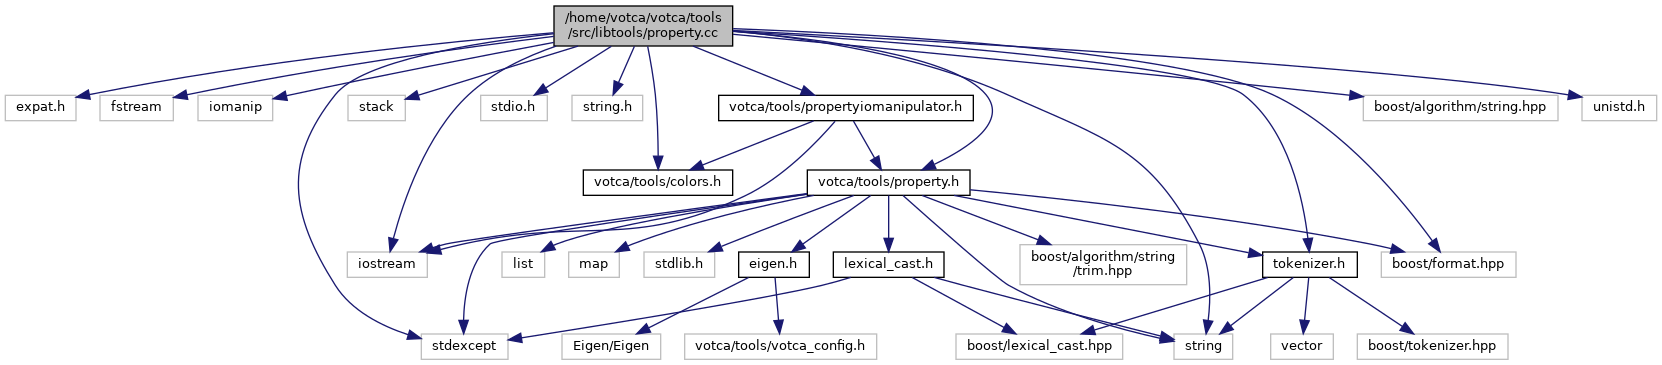 /home/votca/votca/tools
/src/libtools/property.cc
expat.h
fstream
iomanip
stack
stdio.h
string.h
votca/tools/propertyiomanipulator.h
boost/algorithm/string.hpp
unistd.h
votca/tools/colors.h
votca/tools/property.h
iostream
list
map
stdlib.h
eigen.h
lexical_cast.h
boost/algorithm/string
/trim.hpp
tokenizer.h
boost/format.hpp
stdexcept
Eigen/Eigen
votca/tools/votca_config.h
boost/lexical_cast.hpp
string
vector
boost/tokenizer.hpp